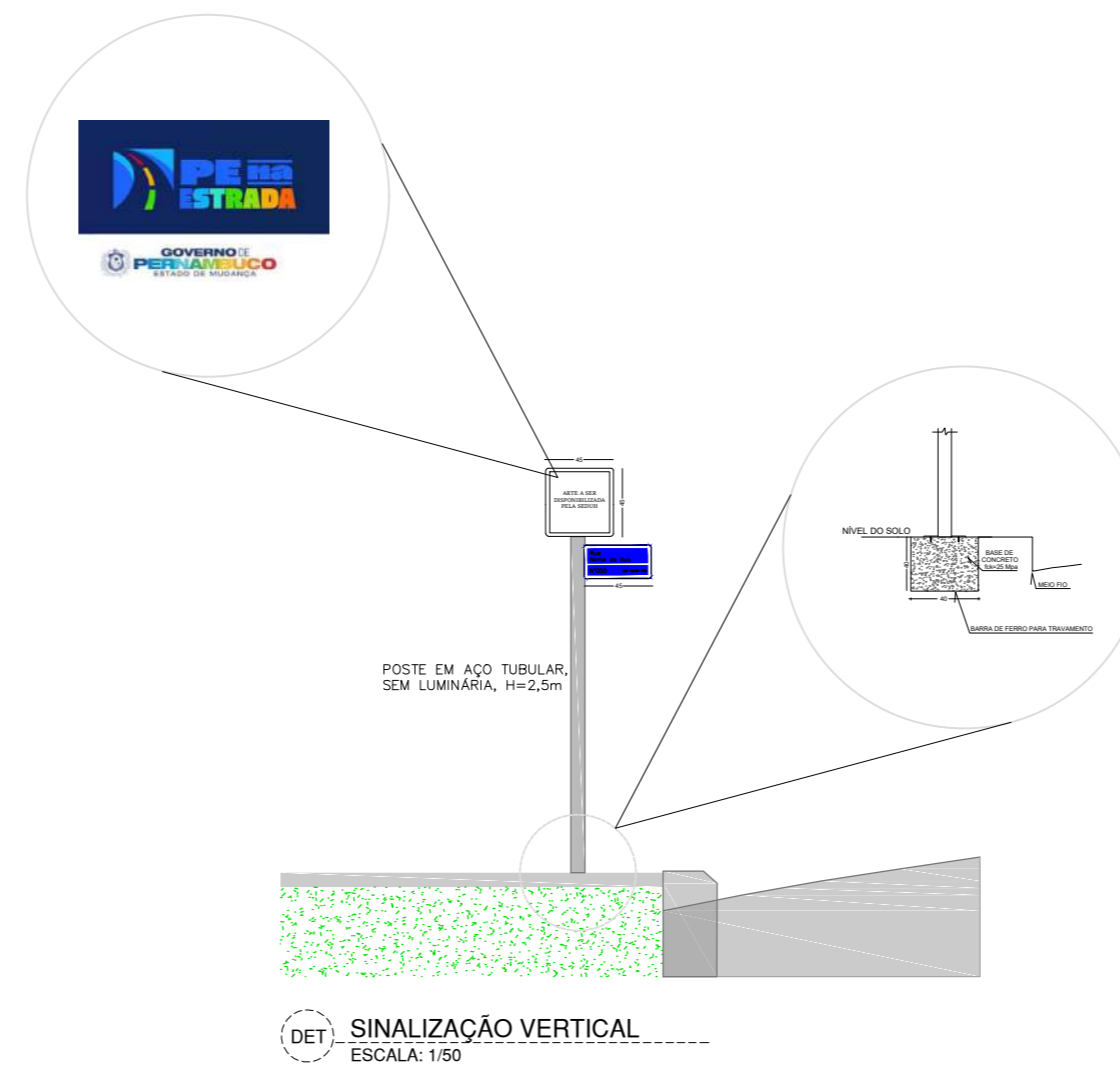 PE na
ESTRADA
GOVERNO DE
PERNAMBUCO
ESTADO DE MUDANÇA
45
ARTE A SER
DISPONIBILIZADA
PELA SEDUH
45
45
NÍVEL DO SOLO
BASE DE
CONCRETO
fck=25 Mpa
40
MEIO FIO
40
BARRA DE FERRO PARA TRAVAMENTO
POSTE EM AÇO TUBULAR,
SEM LUMINÁRIA, H=2,5m
DET
SINALIZAÇÃO VERTICAL
ESCALA: 1/50